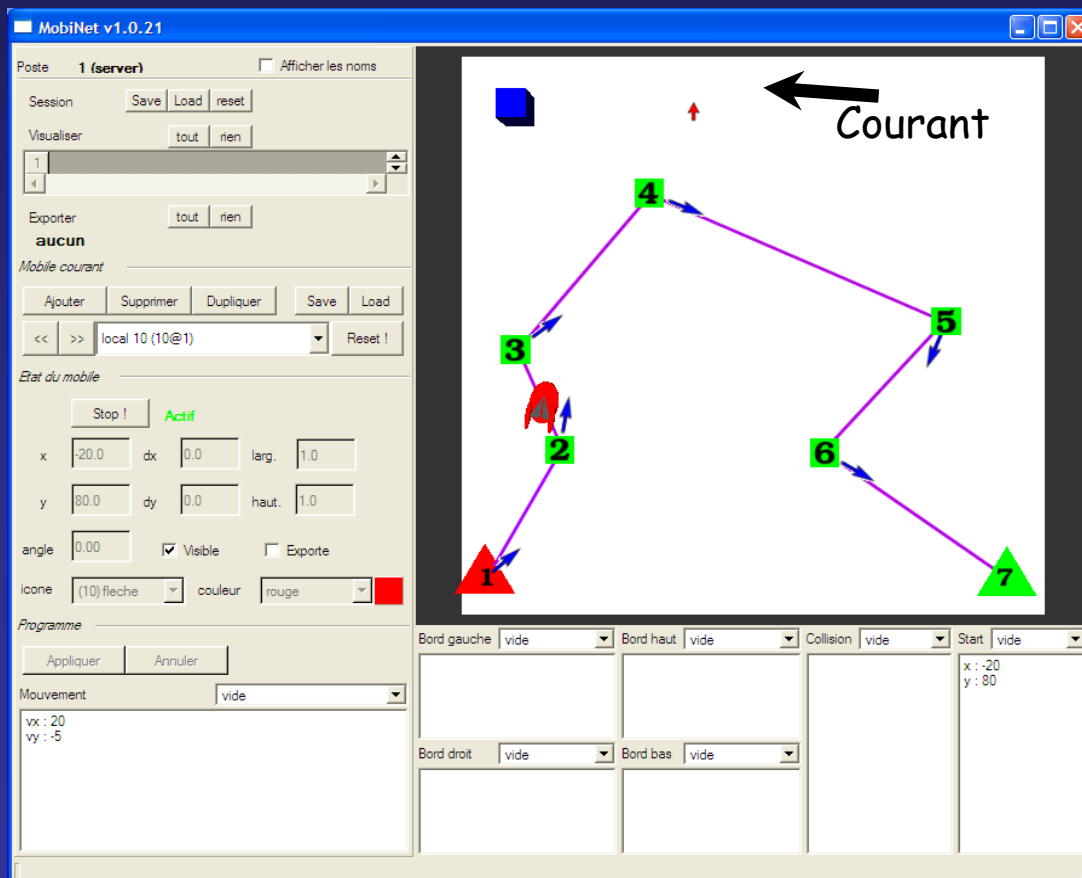 MobiNet v1.0.21
Poste 1 (server) Afficher les noms
Session Save Load reset
Visualiser tout rien
1
Exporter tout rien
aucun
Mobile courant
Ajouter Supprimer Dupliquer Save Load
<< >> local 10 (10@1) Reset !
Etat du mobile
Stop ! Actif
x -20.0 dx 0.0 larg. 1.0
y 80.0 dy 0.0 haut. 1.0
angle 0.00 Visible Exporte
icone (10) fleche couleur rouge
Programme
Appliquer Annuler
Mouvement vide
vx : 20
vy : -5
Courant
4
5
3
2
6
1
7
Bord gauche vide
Bord haut vide
Collision vide
Start vide
x : -20
y : 80
Bord droit vide
Bord bas vide